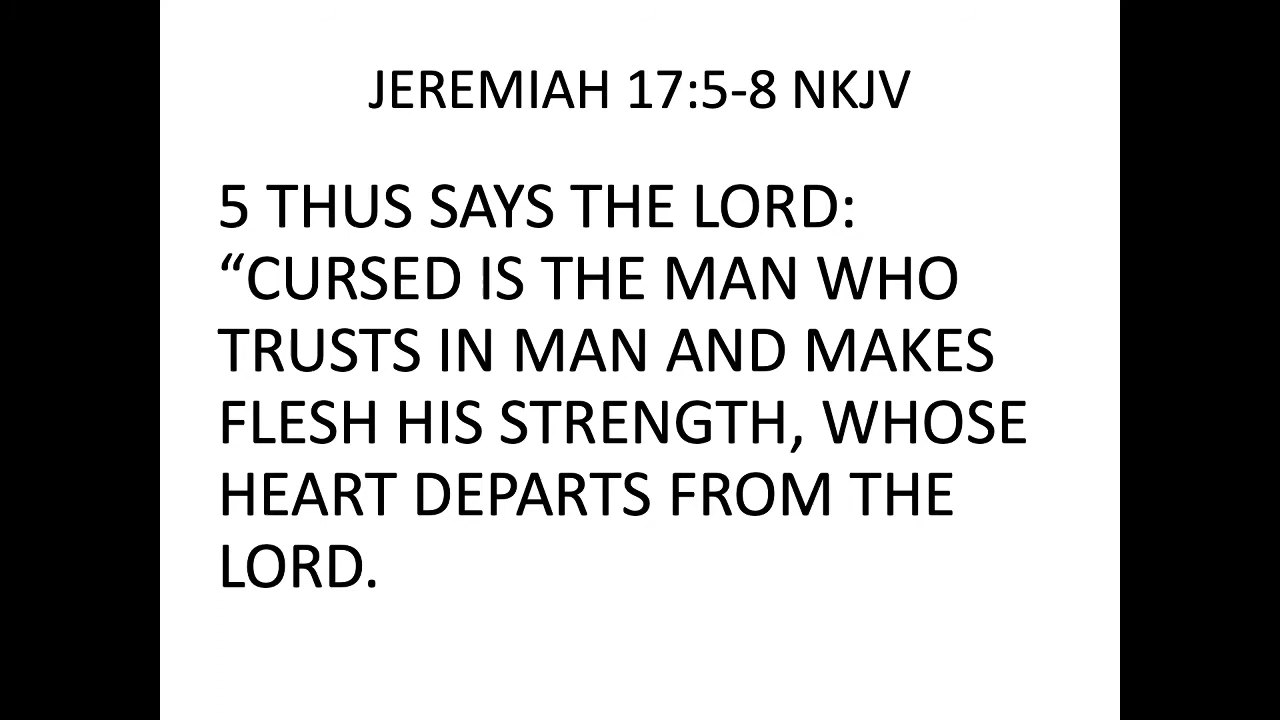 JEREMIAH 17:5-8 NKJV
5 THUS SAYS THE LORD:
“CURSED IS THE MAN WHO
TRUSTS IN MAN AND MAKES
FLESH HIS STRENGTH, WHOSE
HEART DEPARTS FROM THE
LORD.